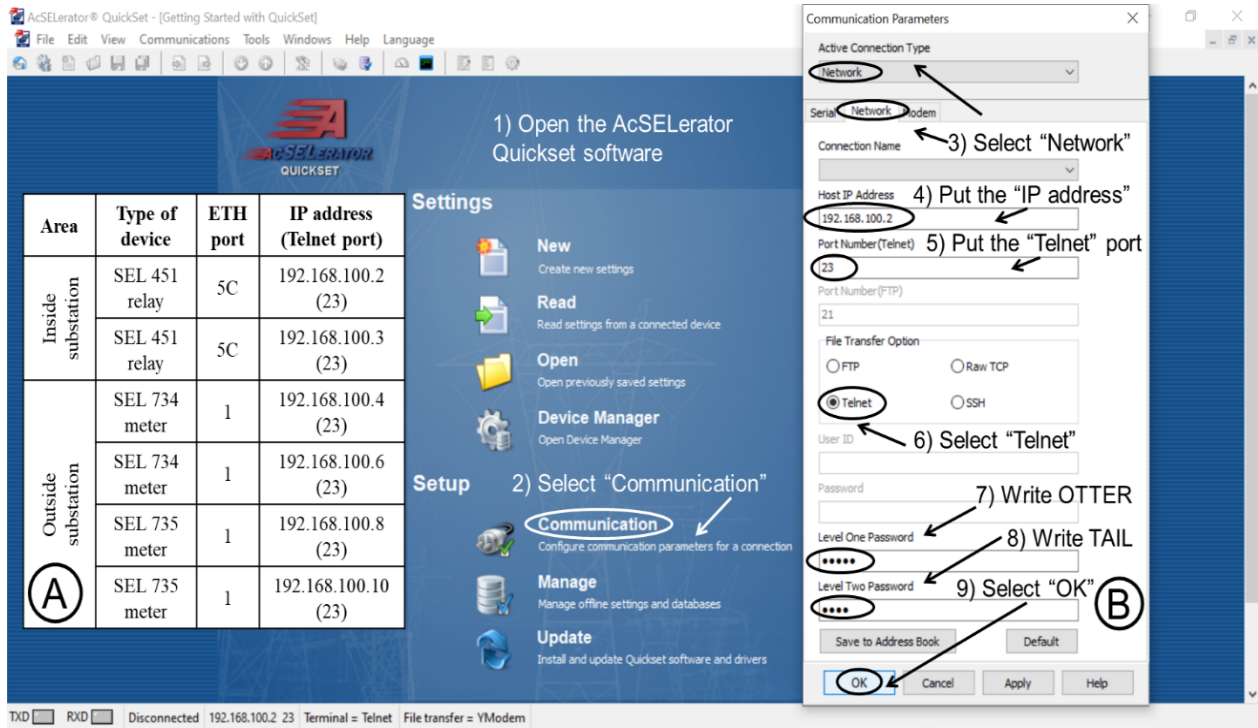 AcSELerator® QuickSet - [Getting Started with QuickSet]
File Edit View Communications Tools Windows Help Language
AcSELERATOR
QUICKSET
1) Open the AcSELerator
Quickset software
Area Type of device ETH port IP address (Telnet port)
Inside substation
SEL 451 relay 5C 192.168.100.2 (23)
SEL 451 relay 5C 192.168.100.3 (23)
Outside substation
SEL 734 meter 1 192.168.100.4 (23)
SEL 734 meter 1 192.168.100.6 (23)
SEL 735 meter 1 192.168.100.8 (23)
SEL 735 meter 1 192.168.100.10 (23)
A
Settings
New
Create new settings
Read
Read settings from a connected device
Open
Open previously saved settings
Device Manager
Open Device Manager
Setup
2) Select “Communication”
Communication
Configure communication parameters for a connection
Manage
Manage offline settings and databases
Update
Install and update Quickset software and drivers
Communication Parameters
Active Connection Type
Network
Serial Network Modem
3) Select “Network”
Connection Name
Host IP Address
4) Put the “IP address”
192.168.100.2
Port Number(Telnet)
5) Put the “Telnet” port
23
Port Number(FTP)
21
File Transfer Option
FTP Raw TCP
Telnet SSH
6) Select “Telnet”
User ID
Password
7) Write OTTER
Level One Password
8) Write TAIL
•••••
Level Two Password
9) Select “OK”
••••
B
Save to Address Book Default
OK Cancel Apply Help
TXD RXD Disconnected 192.168.100.2 23 Terminal = Telnet File transfer = YModem